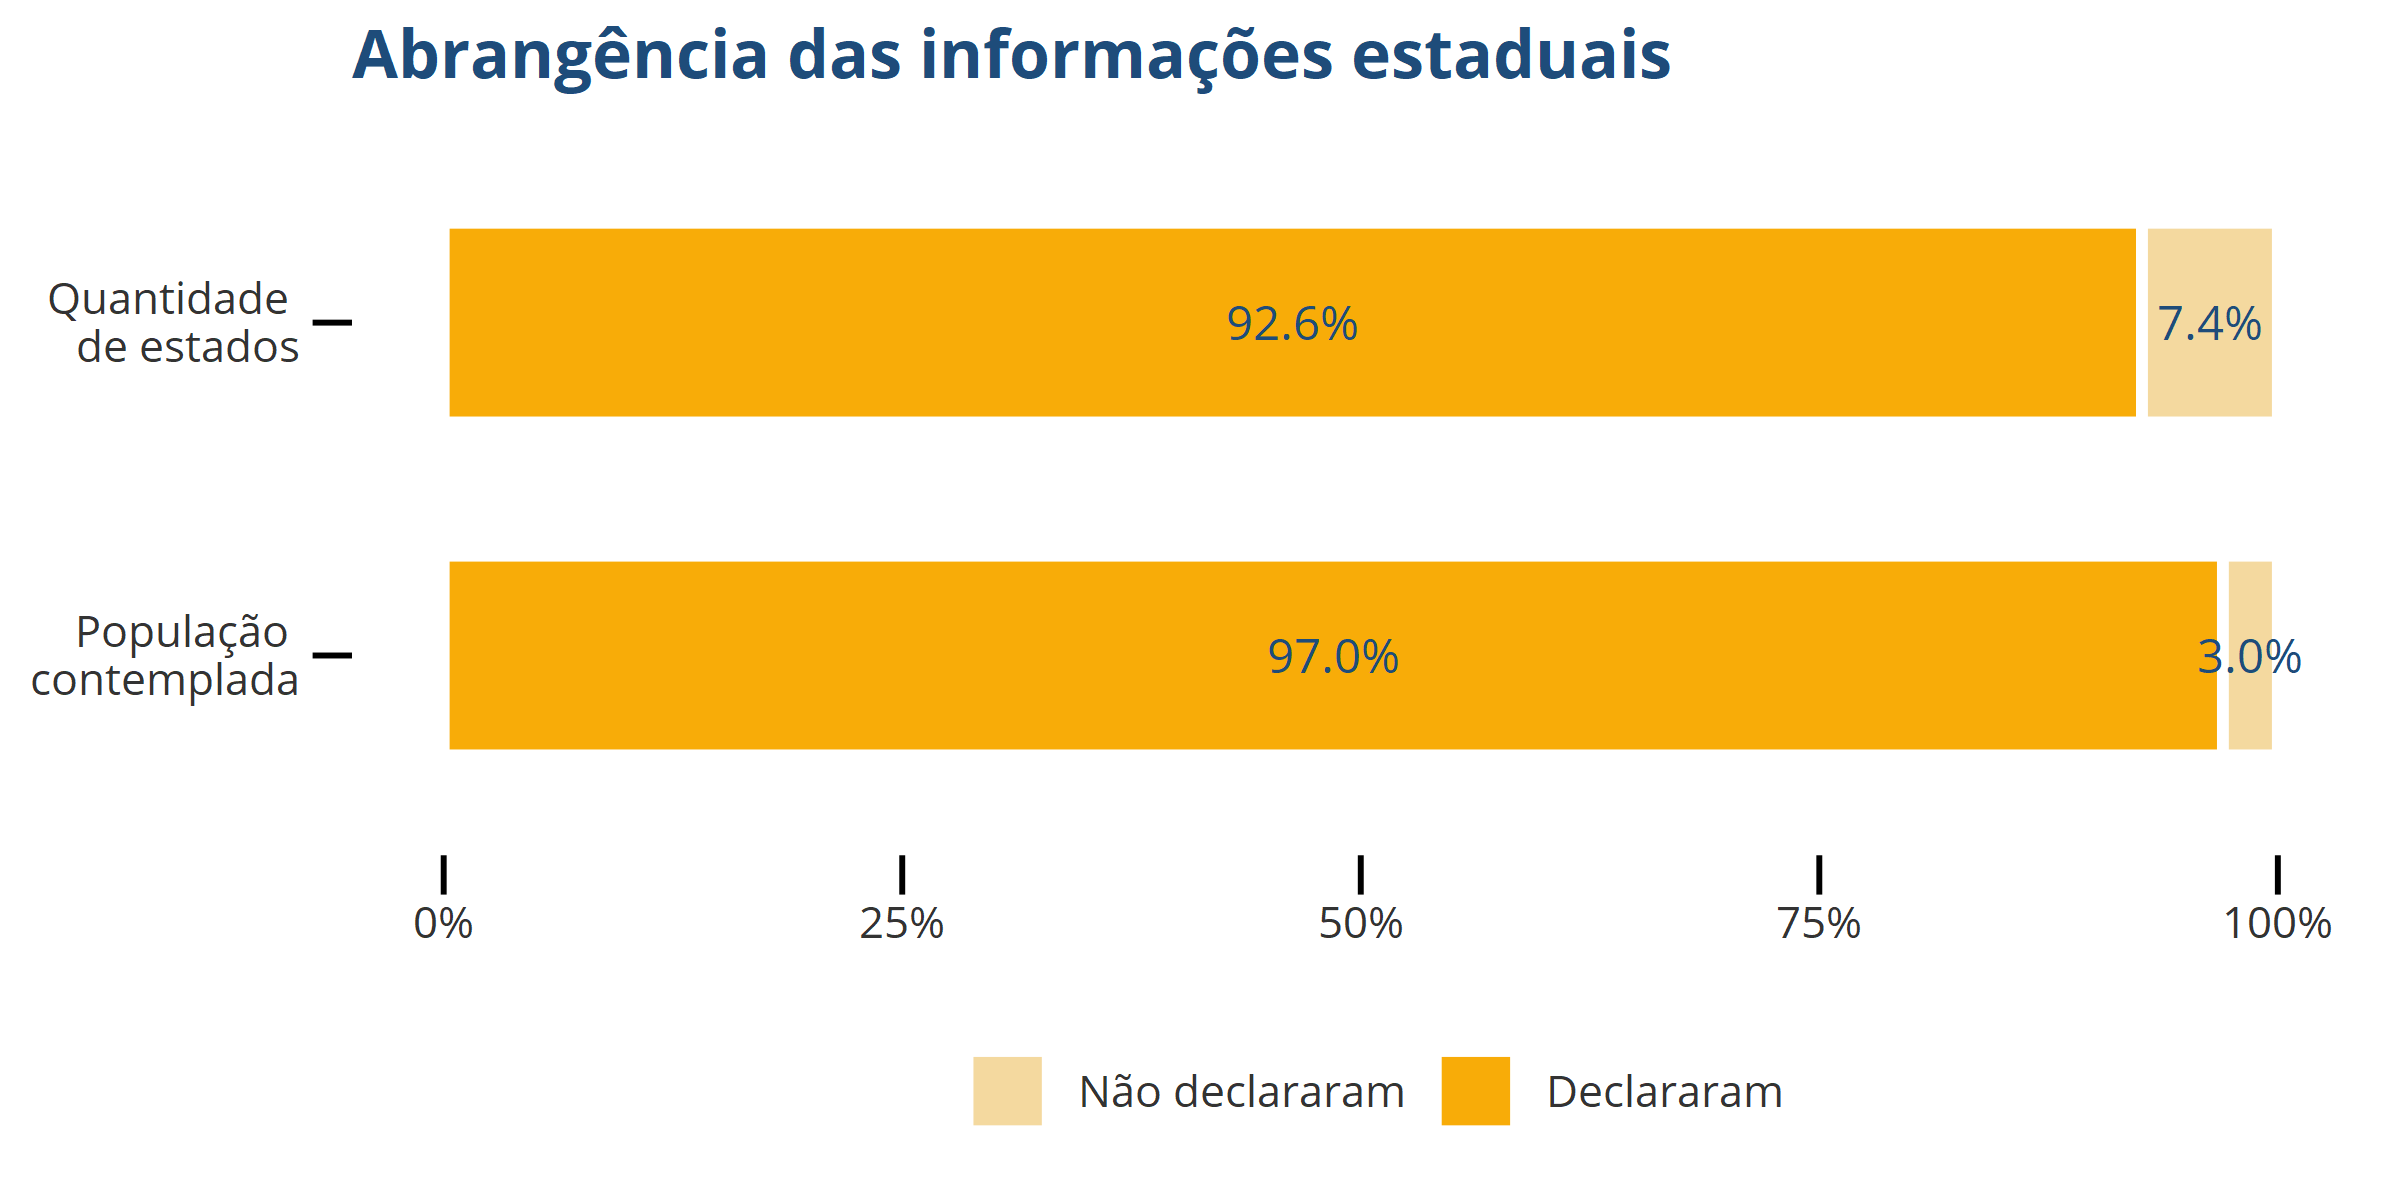 Abrangência das informações estaduais
Quantidade
de estados
92.6%
7.4%
População
contemplada
97.0%
3.0%
0%
25%
50%
75%
100%
Não declararam
Declararam